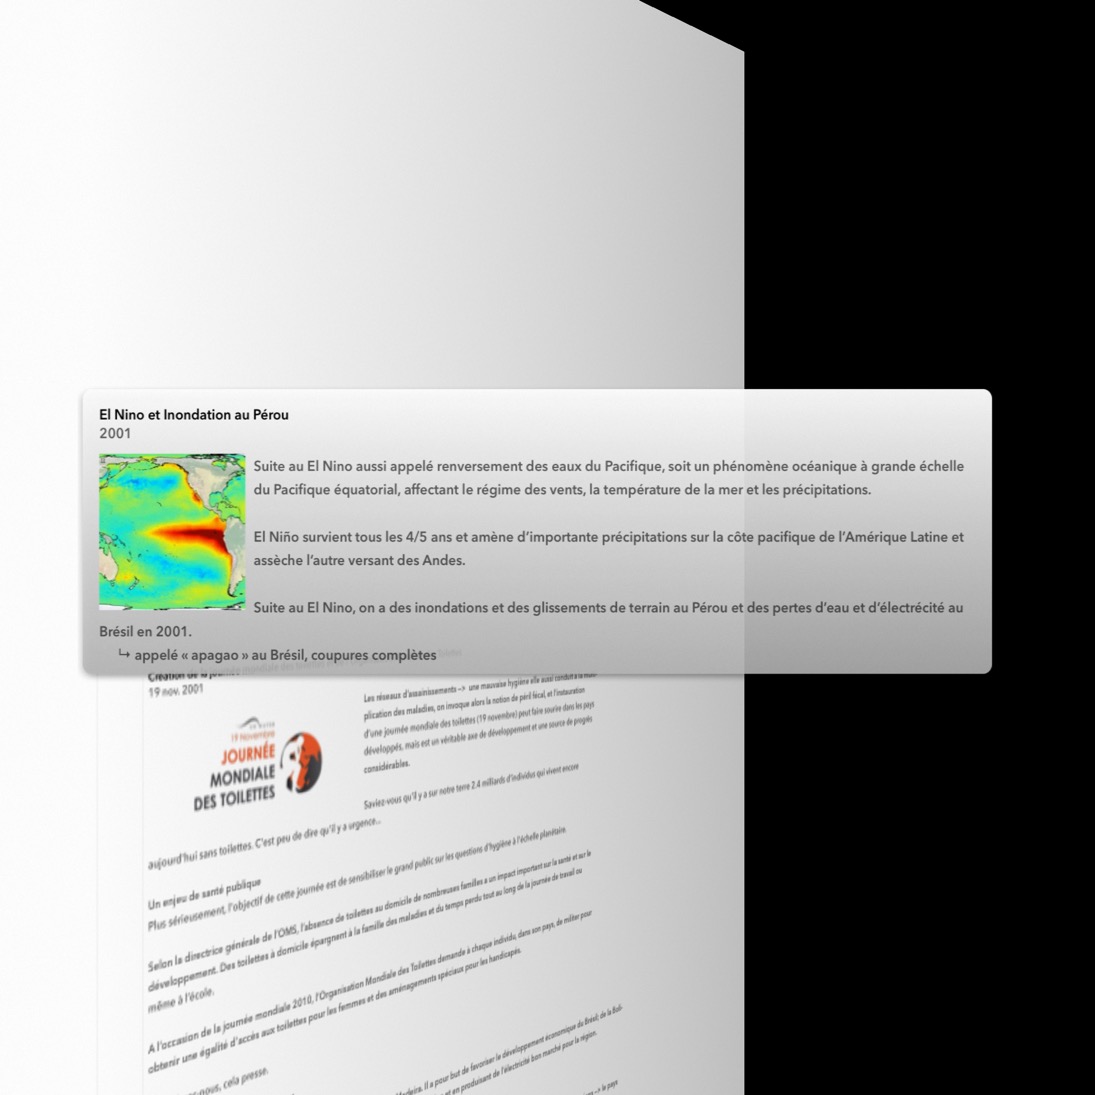 El Nino et Inondation au Pérou
2001
Suite au El Nino aussi appelé renversement des eaux du Pacifique, soit un phénomène océanique à grande échelle
du Pacifique équatorial, affectant le régime des vents, la température de la mer et les précipitations.
El Niño survient tous les 4/5 ans et amène d’importante précipitations sur la côte pacifique de l’Amérique Latine et
assèche l’autre versant des Andes.
Suite au El Nino, on a des inondations et des glissements de terrain au Pérou et des pertes d’eau et d’électrécité au
Brésil en 2001.
↳ appelé « apagao » au Brésil, coupures complètes
Création de la journée mondiale des
19 nov. 2001
19 Novembre
JOURNÉE
MONDIALE
DES TOILETTES
Les réseaux d’assainissements --> une mauvaise hygiène elle aussi conduit à la multi-
plication des maladies, on invoque alors la notion de péril fécal, et l’instauration
d’une journée mondiale des toilettes (19 novembre) peut faire sourire dans les pays
développés, mais est un véritable axe de développement et une source de progrès
considérables.
Saviez-vous qu’il y a sur notre terre 2.4 milliards d’individus qui vivent encore
aujourd’hui sans toilettes. C’est peu de dire qu’il y a urgence...
Un enjeu de santé publique
Plus sérieusement, l’objectif de cette journée est de sensibiliser le grand public sur les questions d’hygiène à l’échelle planétaire.
Selon la directrice générale de l’OMS, l’absence de toilettes au domicile de nombreuses familles a un impact important sur la santé et sur le
développement. Des toilettes à domicile épargnent à la famille des maladies et du temps perdu tout au long de la journée de travail ou
même à l’école.
A l’occasion de la journée mondiale 2010, l’Organisation Mondiale des Toilettes demande à chaque individu, dans son pays, de militer pour
obtenir une égalité d’accès aux toilettes pour les femmes et des aménagements spéciaux pour les handicapés.
-nous, cela presse.
Il a pour but de favoriser le développement économique du Brésil, de la Boli-
et en produisant de l’électricité bon marché pour la région.
--> le pays